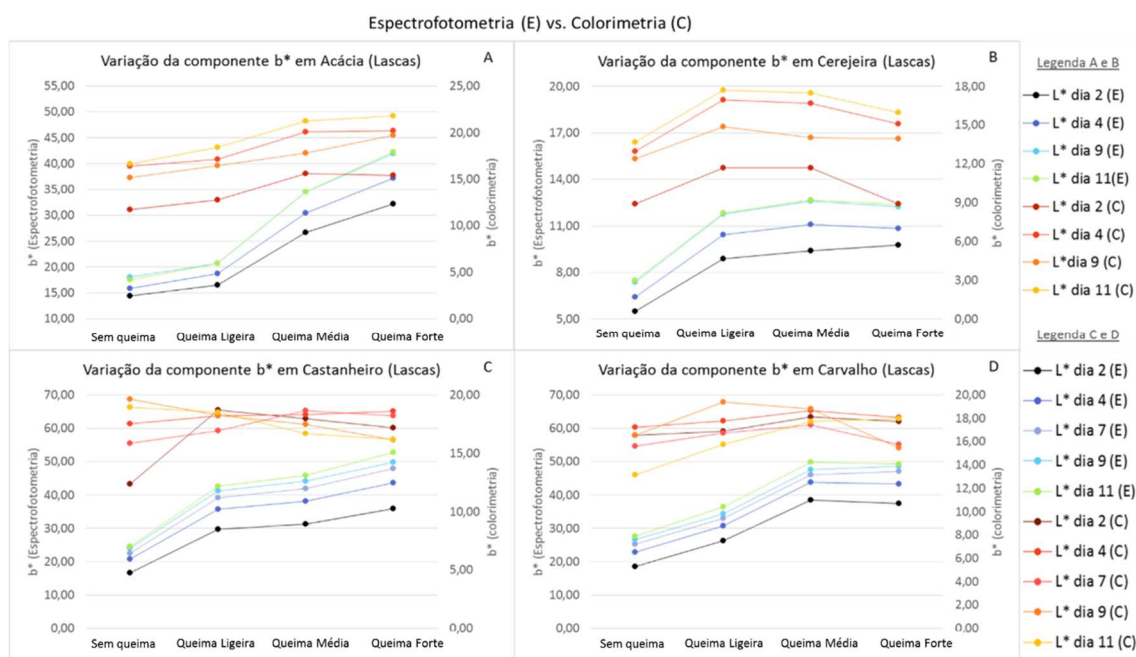 Espectrofotometria (E) vs. Colorimetria (C)
Variação da componente b* em Acácia (Lascas)
A
55,00
50,00
45,00
40,00
35,00
30,00
25,00
20,00
15,00
10,00
b* (Espectrofotometria)
25,00
20,00
15,00
10,00
5,00
0,00
b* (colorimetria)
Sem queima
Queima Ligeira
Queima Média
Queima Forte
Variação da componente b* em Cerejeira (Lascas)
B
20,00
17,00
14,00
11,00
8,00
5,00
b* (Espectrofotometria)
18,00
15,00
12,00
9,00
6,00
3,00
0,00
b* (colorimetria)
Sem queima
Queima Ligeira
Queima Média
Queima Forte
Legenda A e B
L* dia 2 (E)
L* dia 4 (E)
L* dia 9 (E)
L* dia 11(E)
L* dia 2 (C)
L* dia 4 (C)
L*dia 9 (C)
L* dia 11 (C)
Variação da componente b* em Castanheiro (Lascas)
C
70,00
60,00
50,00
40,00
30,00
20,00
10,00
0,00
b* (Espectrofotometria)
20,00
15,00
10,00
5,00
0,00
b* (colorimetria)
Sem queima
Queima Ligeira
Queima Média
Queima Forte
Variação da componente b* em Carvalho (Lascas)
D
70,00
60,00
50,00
40,00
30,00
20,00
10,00
0,00
b* (Espectrofotometria)
20,00
18,00
16,00
14,00
12,00
10,00
8,00
6,00
4,00
2,00
0,00
b* (colorimetria)
Sem queima
Queima Ligeira
Queima Média
Queima Forte
Legenda C e D
L* dia 2 (E)
L* dia 4 (E)
L* dia 7 (E)
L* dia 9 (E)
L* dia 11 (E)
L* dia 2 (C)
L* dia 4 (C)
L* dia 7 (C)
L* dia 9 (C)
L* dia 11 (C)